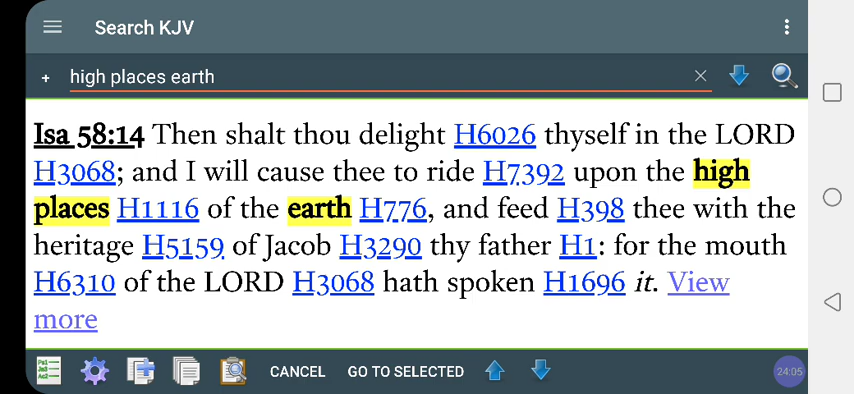 Search KJV
+ high places earth
Isa 58:14 Then shalt thou delight H6026 thyself in the LORD
H3068; and I will cause thee to ride H7392 upon the high
places H1116 of the earth H776, and feed H398 thee with the
heritage H5159 of Jacob H3290 thy father H1: for the mouth
H6310 of the LORD H3068 hath spoken H1696 it. View
more
CANCEL GO TO SELECTED 24:05